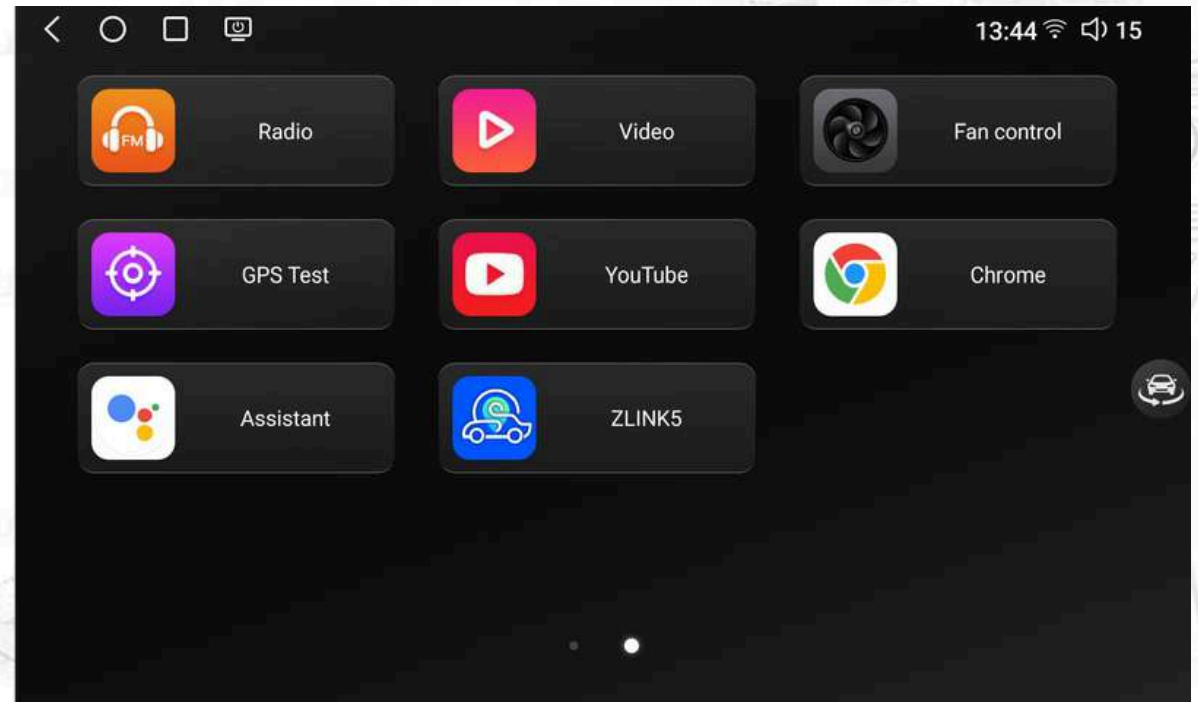 13:44 15
FM Radio
Video
Fan control
GPS Test
YouTube
Chrome
Assistant
ZLINK5